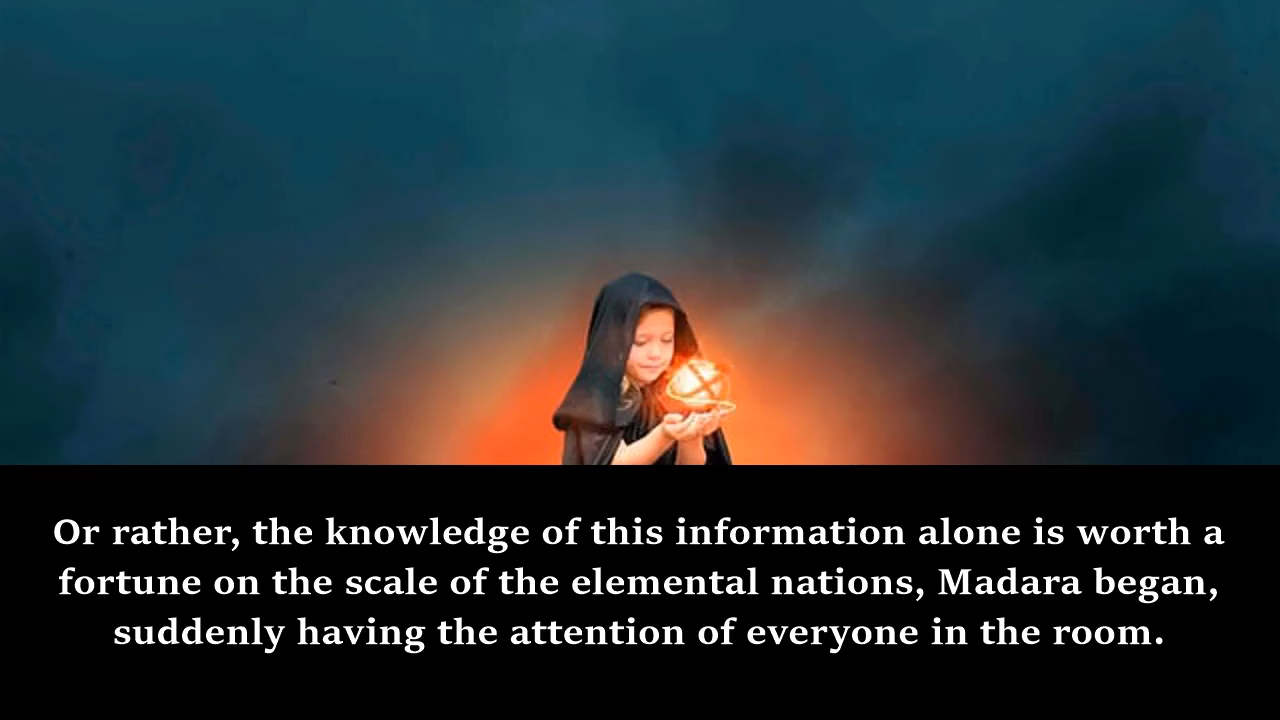 Or rather, the knowledge of this information alone is worth a
fortune on the scale of the elemental nations, Madara began,
suddenly having the attention of everyone in the room.